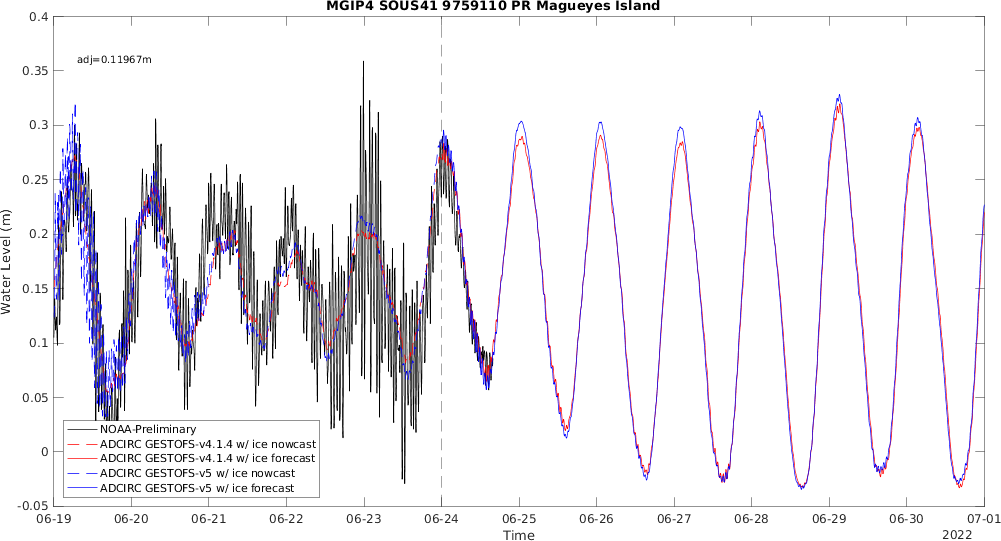 MGIP4 SOUS41 9759110 PR Magueyes Island
adj=0.11967m
0.4
0.35
0.3
0.25
0.2
0.15
0.1
0.05
0
-0.05
Water Level (m)
NOAA-Preliminary
ADCIRC GESTOFS-v4.1.4 w/ ice nowcast
ADCIRC GESTOFS-v4.1.4 w/ ice forecast
ADCIRC GESTOFS-v5 w/ ice nowcast
ADCIRC GESTOFS-v5 w/ ice forecast
06-19 06-20 06-21 06-22 06-23 06-24 06-25 06-26 06-27 06-28 06-29 06-30 07-01
Time
2022